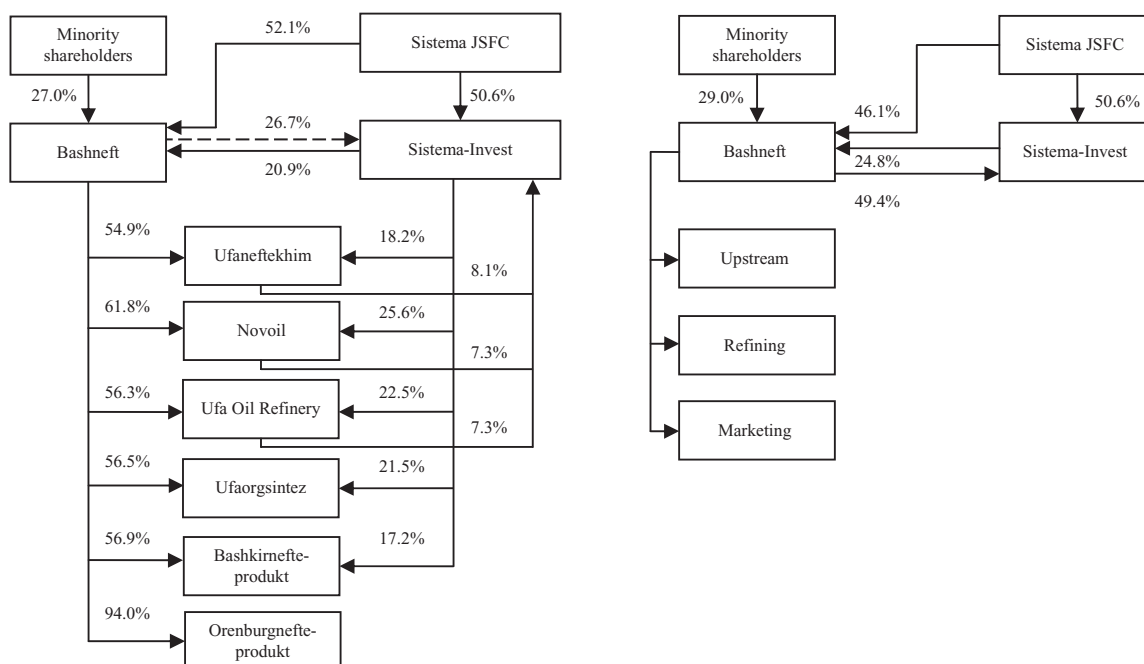 Minority
shareholders
52.1%
Sistema JSFC
27.0%
50.6%
Bashneft
26.7%
20.9%
Sistema-Invest
54.9%
Ufaneftekhim
18.2%
8.1%
61.8%
Novoil
25.6%
7.3%
56.3%
Ufa Oil Refinery
22.5%
7.3%
56.5%
Ufaorgsintez
21.5%
56.9%
Bashkirnefte-
produkt
17.2%
94.0%
Orenburgnefte-
produkt
Minority
shareholders
Sistema JSFC
29.0%
46.1%
50.6%
Bashneft
24.8%
49.4%
Sistema-Invest
Upstream
Refining
Marketing